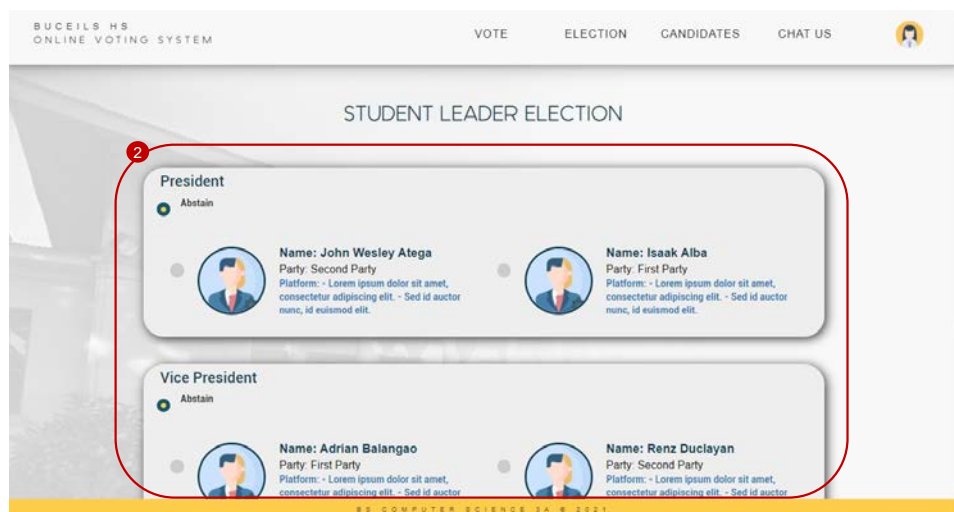 BUCEILS HS
ONLINE VOTING SYSTEM
VOTE ELECTION CANDIDATES CHAT US
STUDENT LEADER ELECTION
2
President
Abstain
Name: John Wesley Atega
Party: Second Party
Platform: - Lorem ipsum dolor sit amet,
consectetur adipiscing elit. - Sed id auctor
nunc, id euismod elit.
Name: Isaak Alba
Party: First Party
Platform: - Lorem ipsum dolor sit amet,
consectetur adipiscing elit. - Sed id auctor
nunc, id euismod elit.
Vice President
Abstain
Name: Adrian Balangao
Party: First Party
Platform: - Lorem ipsum dolor sit amet,
consectetur adipiscing elit. - Sed id auctor
Name: Renz Duclayan
Party: Second Party
Platform: - Lorem ipsum dolor sit amet,
consectetur adipiscing elit. - Sed id auctor
BS COMPUTER SCIENCE 3A © 2021